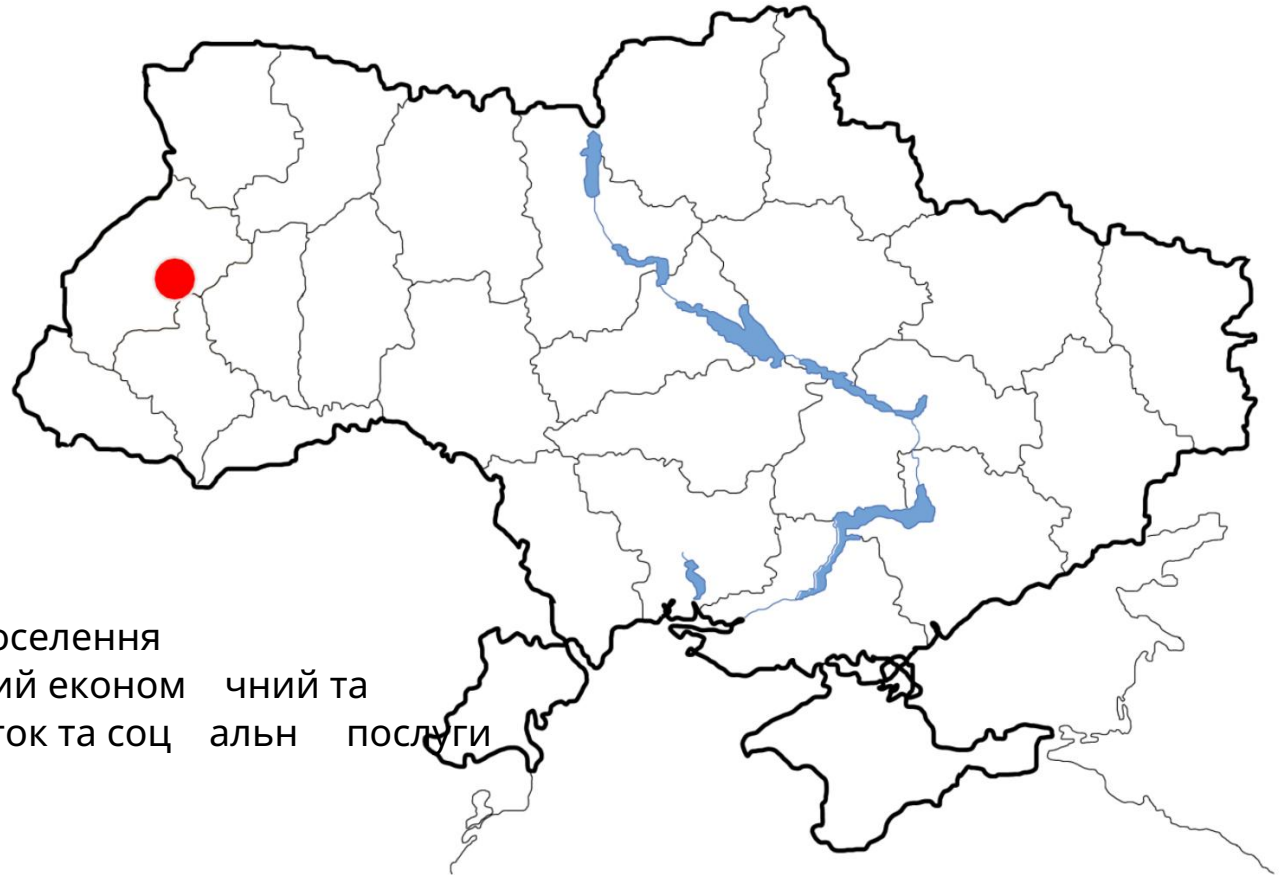 оселення
ий економ чний та
ток та соц альн послуги